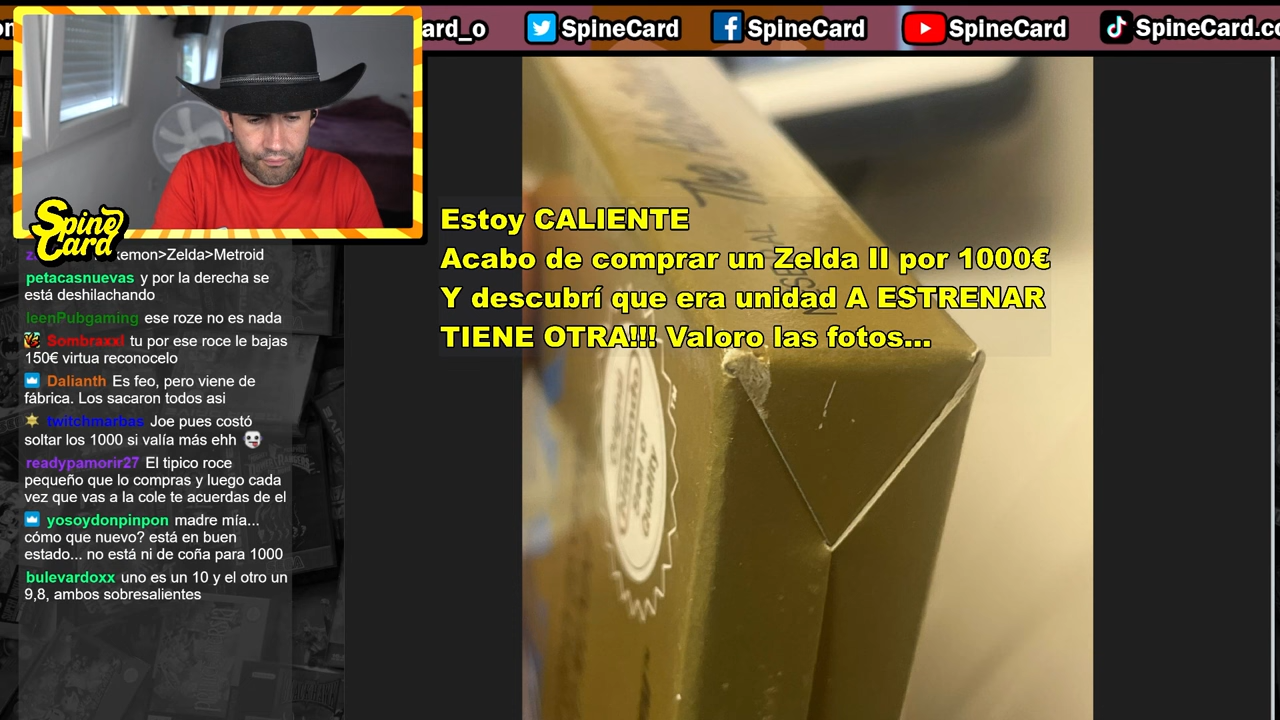 ard_o SpineCard SpineCard SpineCard SpineCard.co
Spine
Card
kemon>Zelda>Metroid
petacasnuevas y por la derecha se
está deshilachando
leenPubgaming ese roze no es nada
Sombraxxl tu por ese roce le bajas
150€ virtua reconocelo
Dalianth Es feo, pero viene de
fábrica. Los sacaron todos asi
twitchmarbas Joe pues costó
soltar los 1000 si valía más ehh
readypamorir27 El tipico roce
pequeño que lo compras y luego cada
vez que vas a la cole te acuerdas de el
yosoydonpinpon madre mía...
cómo que nuevo? está en buen
estado... no está ni de coña para 1000
bulevardoxx uno es un 10 y el otro un
9,8, ambos sobresalientes
Estoy CALIENTE
Acabo de comprar un Zelda II por 1000€
Y descubrí que era unidad A ESTRENAR
TIENE OTRA!!! Valoro las fotos...